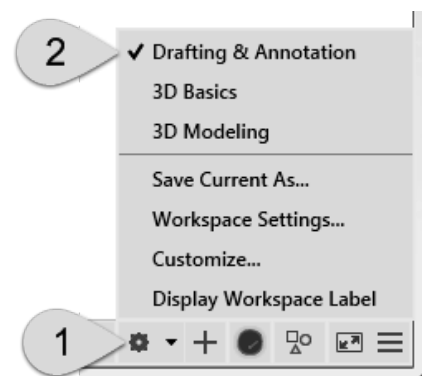 2
✓ Drafting & Annotation
3D Basics
3D Modeling
Save Current As...
Workspace Settings...
Customize...
Display Workspace Label
1